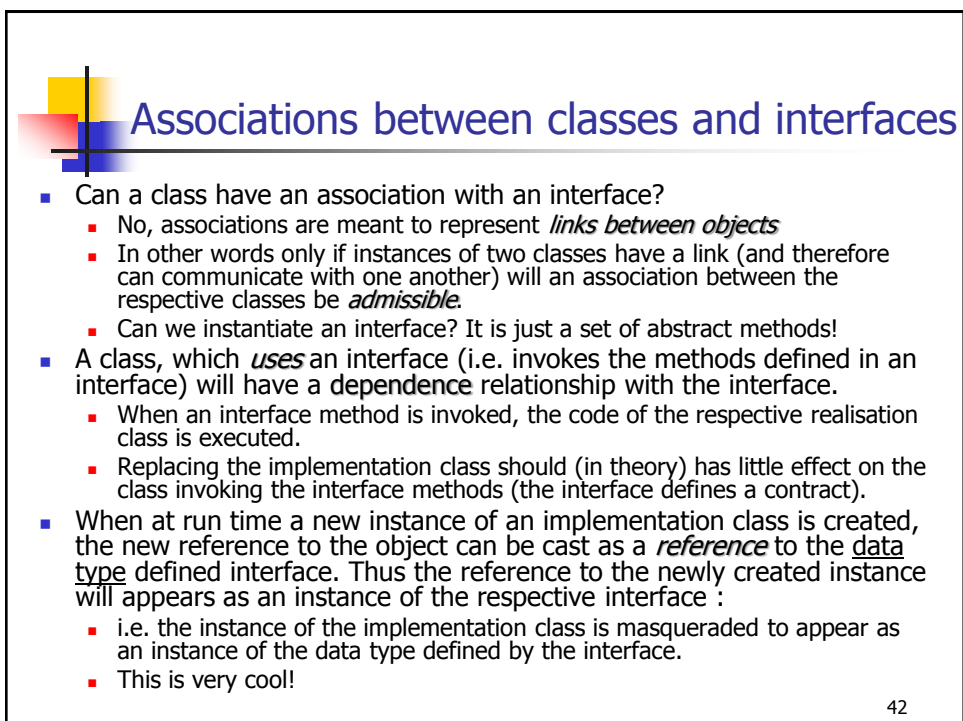 Associations between classes and interfaces
Can a class have an association with an interface?
No, associations are meant to represent links between objects
In other words only if instances of two classes have a link (and therefore
can communicate with one another) will an association between the
respective classes be admissible.
Can we instantiate an interface? It is just a set of abstract methods!
A class, which uses an interface (i.e. invokes the methods defined in an
interface) will have a dependence relationship with the interface.
When an interface method is invoked, the code of the respective realisation
class is executed.
Replacing the implementation class should (in theory) has little effect on the
class invoking the interface methods (the interface defines a contract).
When at run time a new instance of an implementation class is created,
the new reference to the object can be cast as a reference to the data
type defined interface. Thus the reference to the newly created instance
will appears as an instance of the respective interface :
i.e. the instance of the implementation class is masqueraded to appear as
an instance of the data type defined by the interface.
This is very cool!
42